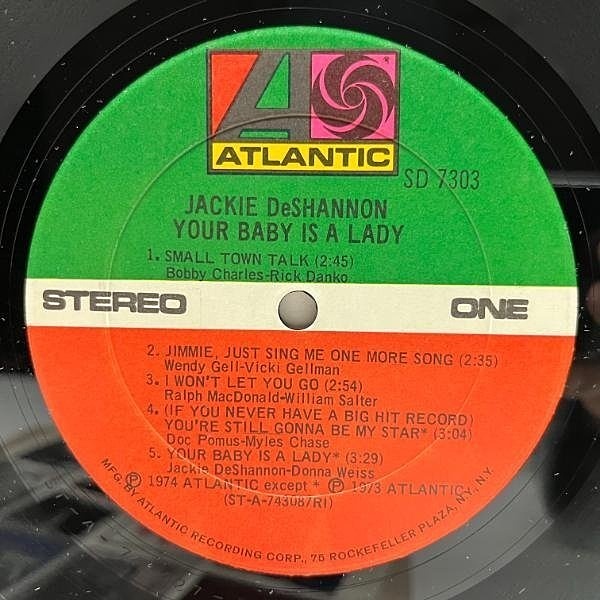 ATLANTIC
SD 7303
JACKIE DeSHANNON
YOUR BABY IS A LADY
1. SMALL TOWN TALK (2:45)
Bobby Charles-Rick Danko
STEREO ONE
2. JIMMIE, JUST SING ME ONE MORE SONG (2:35)
Wendy Gell-Vicki Gellman
3. I WON'T LET YOU GO (2:54)
Ralph MacDonald-William Salter
4. (IF YOU NEVER HAVE A BIG HIT RECORD)
YOU'RE STILL GONNA BE MY STAR* (3:04)
Doc Pomus-Myles Chase
5. YOUR BABY IS A LADY* (3:29)
Jackie DeShannon-Donna Weiss
℗ 1974 ATLANTIC except * ℗ 1973 ATLANTIC
(ST-A-743087RI)
MFG. BY ATLANTIC RECORDING CORP., 75 ROCKEFELLER PLAZA, N.Y., N.Y.